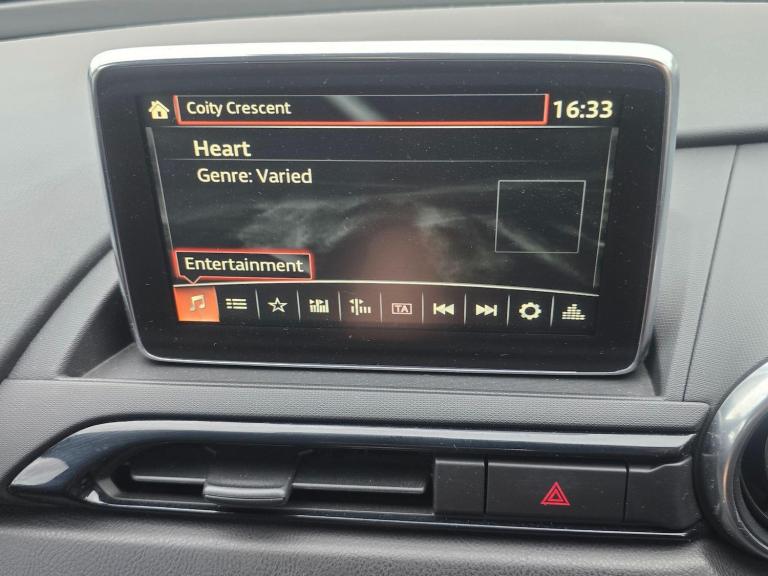 Coity Crescent
16:33
Heart
Genre: Varied
Entertainment
TA